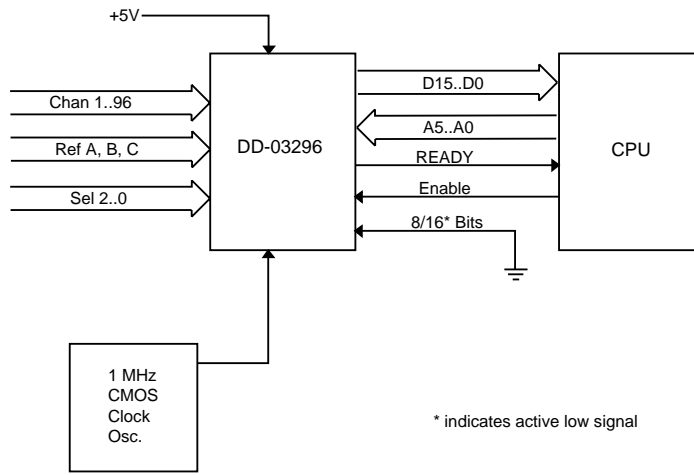 +5V
Chan 1..96
Ref A, B, C
Sel 2..0
DD-03296
D15..D0
A5..A0
READY
Enable
8/16* Bits
CPU
1 MHz
CMOS
Clock
Osc.
* indicates active low signal